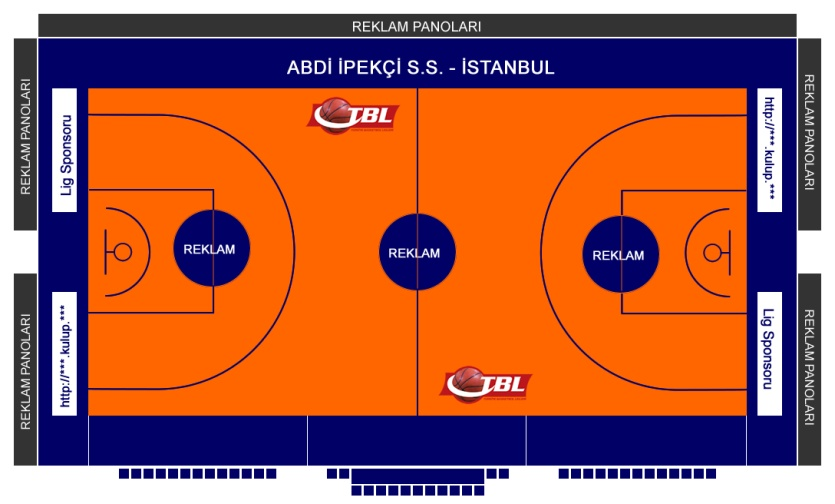 REKLAM PANOLARI
ABDİ İPEKÇİ S.S. - İSTANBUL
REKLAM PANOLARI
Lig Sponsoru
TBL
http://***.kulup.***
REKLAM PANOLARI
REKLAM
REKLAM
REKLAM
REKLAM PANOLARI
http://***.kulup.***
TBL
Lig Sponsoru
REKLAM PANOLARI